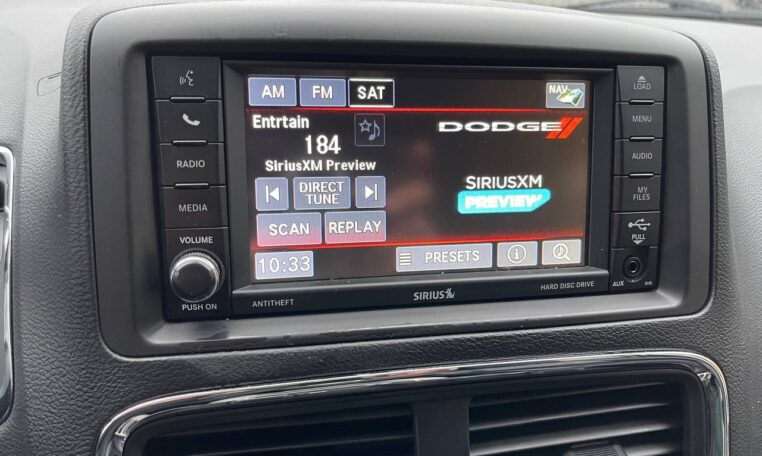 AM FM SAT
NAV
Entrtain
184
SiriusXM Preview
DODGE
SIRIUSXM
PREVIEW
DIRECT
TUNE
SCAN REPLAY
10:33
PRESETS
RADIO
MEDIA
VOLUME
PUSH ON
LOAD
MENU
AUDIO
MY
FILES
PULL
AUX
ANTITHEFT
SIRIUS
HARD DISC DRIVE